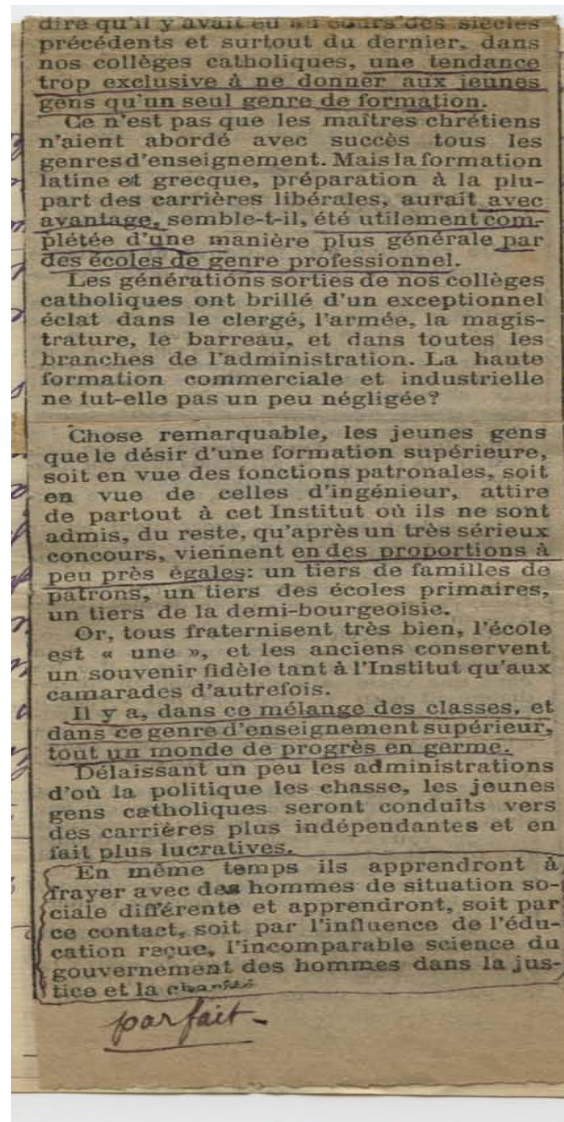 dire qu'il y avait eu au cours des siècles
précédents et surtout du dernier, dans
nos collèges catholiques, une tendance
trop exclusive à ne donner aux jeunes
gens qu'un seul genre de formation.
Ce n'est pas que les maîtres chrétiens
n'aient abordé avec succès tous les
genres d'enseignement. Mais la formation
latine et grecque, préparation à la plu-
part des carrières libérales, aurait avec
avantage, semble-t-il, été utilement com-
plétée d'une manière plus générale par
des écoles de genre professionnel.
Les générations sorties de nos collèges
catholiques ont brillé d'un exceptionnel
éclat dans le clergé, l'armée, la magis-
trature, le barreau, et dans toutes les
branches de l'administration. La haute
formation commerciale et industrielle
ne fut-elle pas un peu négligée?
Chose remarquable, les jeunes gens
que le désir d'une formation supérieure,
soit en vue des fonctions patronales, soit
en vue de celles d'ingénieur, attire
de partout à cet Institut où ils ne sont
admis, du reste, qu'après un très sérieux
concours, viennent en des proportions à
peu près égales: un tiers de familles de
patrons, un tiers des écoles primaires,
un tiers de la demi-bourgeoisie.
Or, tous fraternisent très bien, l'école
est « une », et les anciens conservent
un souvenir fidèle tant à l'Institut qu'aux
camarades d'autrefois.
Il y a, dans ce mélange des classes, et
dans ce genre d'enseignement supérieur,
tout un monde de progrès en germe.
Délaissant un peu les administrations
d'où la politique les chasse, les jeunes
gens catholiques seront conduits vers
des carrières plus indépendantes et en
fait plus lucratives.
En même temps ils apprendront à
frayer avec des hommes de situation so-
ciale différente et apprendront, soit par
ce contact, soit par l'influence de l'édu-
cation reçue, l'incomparable science du
gouvernement des hommes dans la jus-
tice et la charité
parfait.